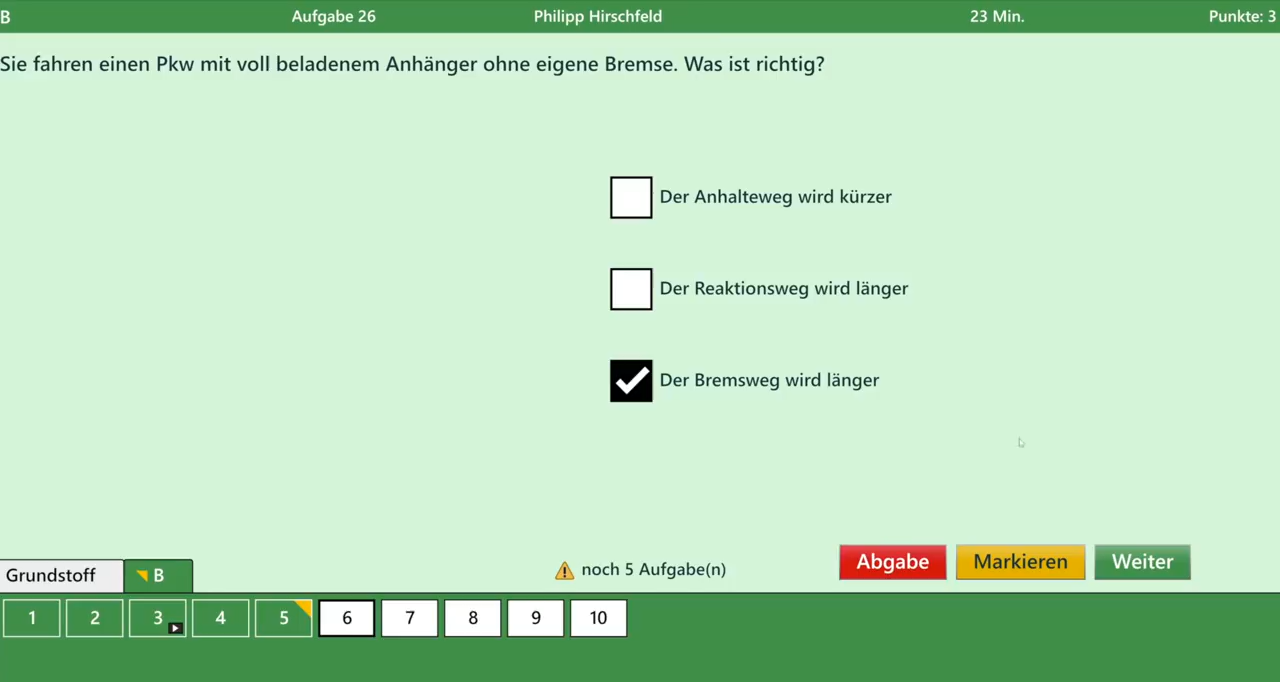 B Aufgabe 26 Philipp Hirschfeld 23 Min. Punkte: 3
Sie fahren einen Pkw mit voll beladenem Anhänger ohne eigene Bremse. Was ist richtig?
Der Anhalteweg wird kürzer
Der Reaktionsweg wird länger
Der Bremsweg wird länger
Abgabe Markieren Weiter
Grundstoff B noch 5 Aufgabe(n)
1 2 3 4 5 6 7 8 9 10